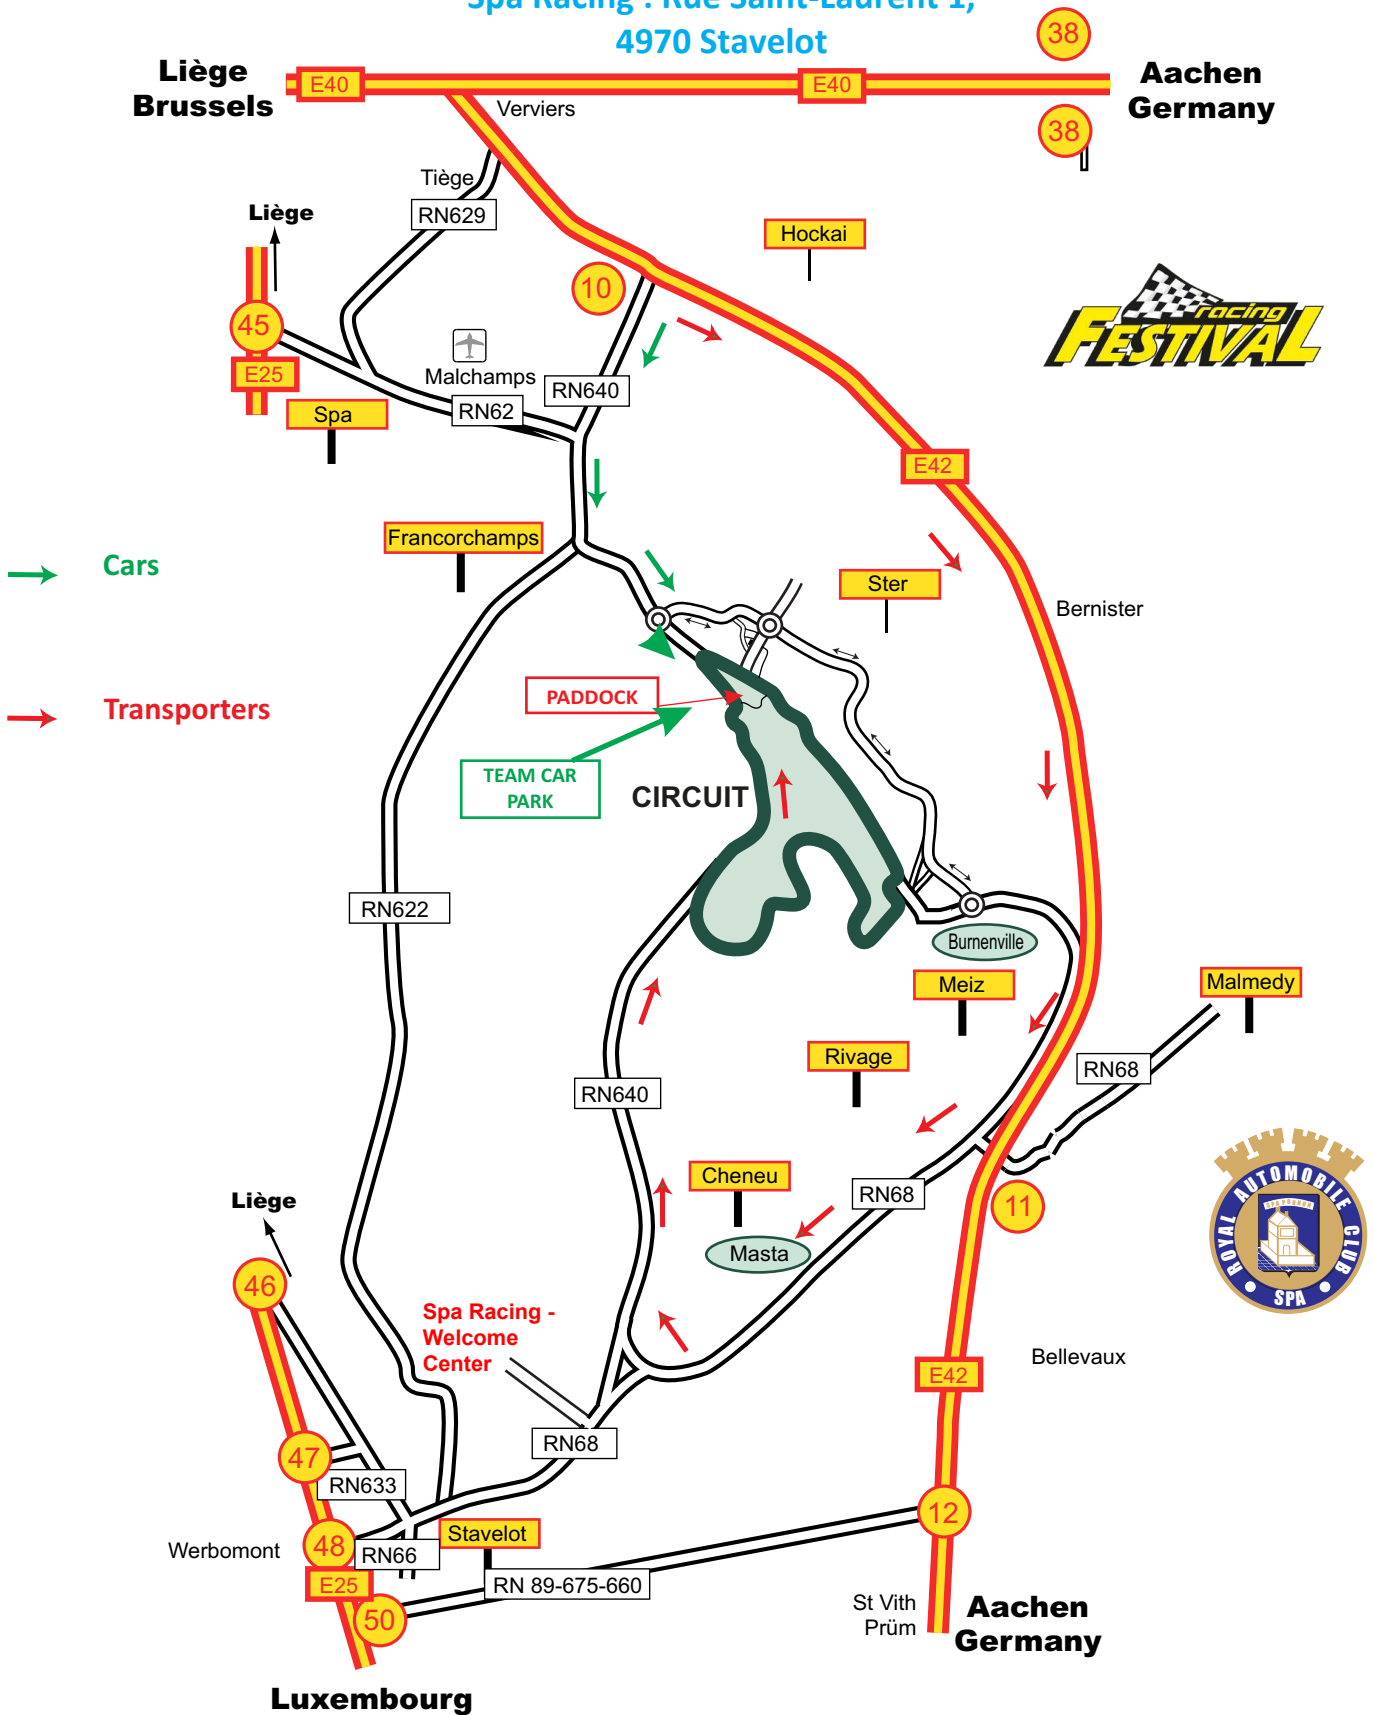 Spa Racing : Rue Saint-Laurent 1,
4970 Stavelot
38
Liège
Brussels
E40
E40
Aachen
Germany
Verviers
38
Tiège
RN629
Liège
Hockai
10
racing
FESTIVAL
45
E25
Malchamps
RN640
Spa
RN62
E42
Francorchamps
Cars
Ster
Bernister
PADDOCK
Transporters
TEAM CAR
PARK
CIRCUIT
RN622
Burnenville
Meiz
Malmedy
Rivage
RN68
RN640
Cheneu
RN68
11
ROYAL AUTOMOBILE CLUB
SPA
Liège
Masta
46
Spa Racing -
Welcome
Center
Bellevaux
E42
RN68
47
RN633
12
Stavelot
48
Werbomont
RN66
E25
RN 89-675-660
50
St Vith
Prüm
Aachen
Germany
Luxembourg